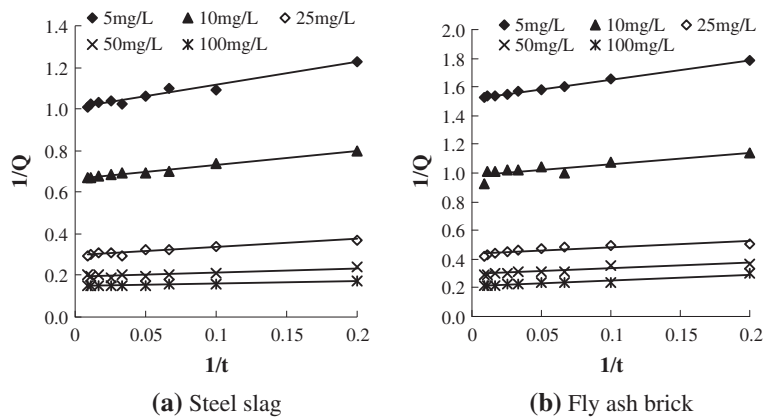 5mg/L 10mg/L 25mg/L
50mg/L 100mg/L
1/Q
1.4
1.2
1.0
0.8
0.6
0.4
0.2
0.0
0 0.05 0.1 0.15 0.2
1/t
(a) Steel slag
5mg/L 10mg/L 25mg/L
50mg/L 100mg/L
1/Q
2.0
1.8
1.6
1.4
1.2
1.0
0.8
0.6
0.4
0.2
0.0
0 0.05 0.1 0.15 0.2
1/t
(b) Fly ash brick